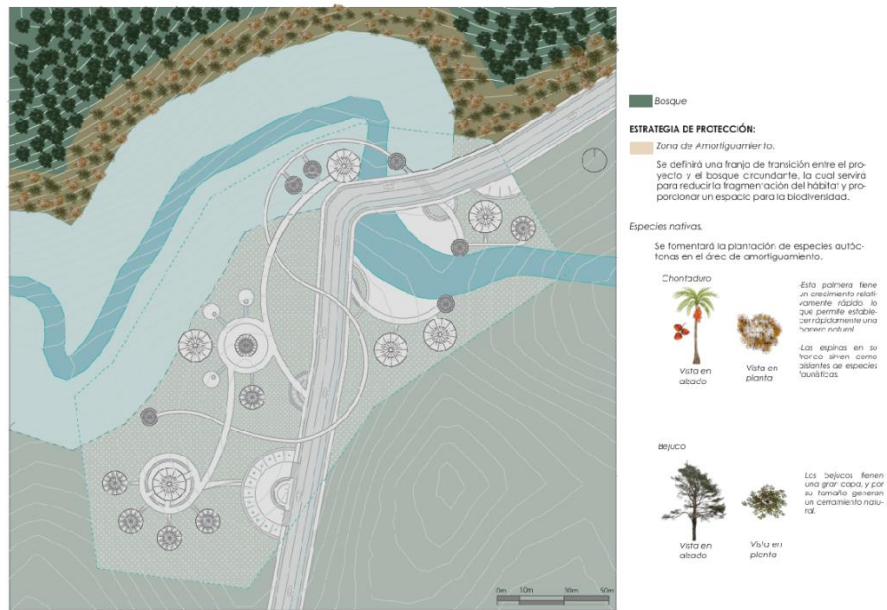 Bosque
ESTRATEGIA DE PROTECCIÓN:
Zona de Amortiguamiento.
Se definirá una franja de transición entre el pro-
yecto y el bosque circundante, la cual servirá
para reducir la fragmentación del hábitat y pro-
porcionar un espacio para la biodiversidad.
Especies nativas.
Se fomentará la plantación de especies autóc-
tonas en el área de amortiguamiento.
Chontaduro
-Esta palmera tiene
un crecimiento relati-
vamente rápido, lo
que permite estable-
cer rápidamente una
barrera natural.
-Las espinas en su
tronco sirven como
aislantes de especies
faunísticas.
Vista en
alzado
Vista en
planta
Bejuco
Los bejucos tienen
una gran copa, y por
su tamaño generan
un cerramiento natu-
ral.
Vista en
alzado
Vista en
planta
0m 10m 30m 50m